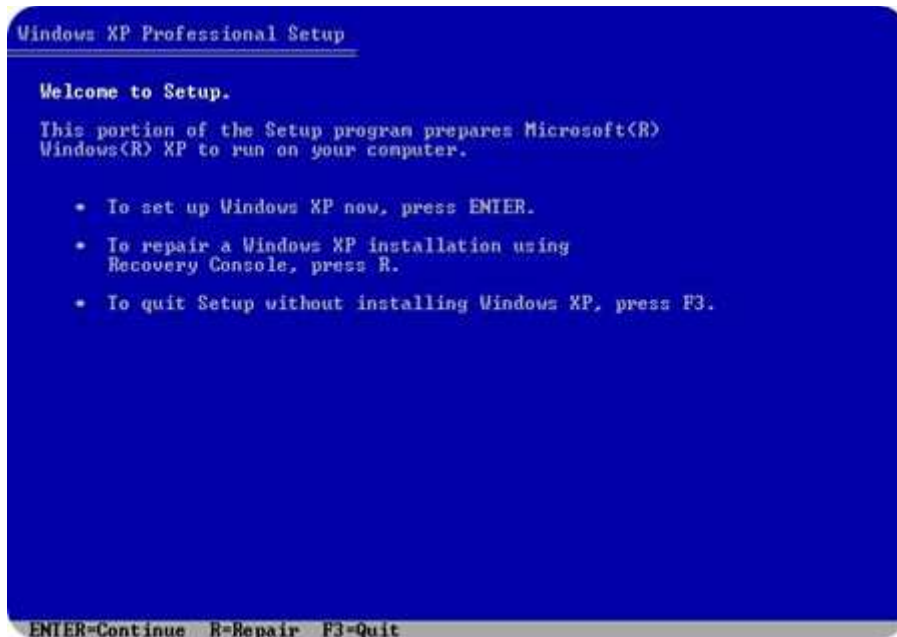 Windows XP Professional Setup
Welcome to Setup.
This portion of the Setup program prepares Microsoft(R)
Windows(R) XP to run on your computer.
• To set up Windows XP now, press ENTER.
• To repair a Windows XP installation using
Recovery Console, press R.
• To quit Setup without installing Windows XP, press F3.
ENTER=Continue R=Repair F3=Quit